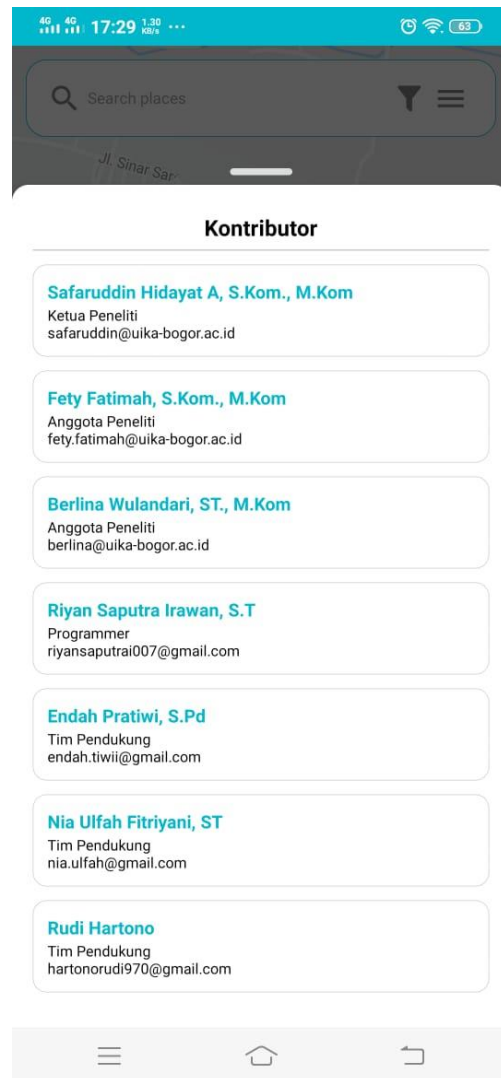 4G 4G 17:29 1.30 KB/s ... 63
Search places
Jl. Sinar Sar
Kontributor
Safaruddin Hidayat A, S.Kom., M.Kom
Ketua Peneliti
safaruddin@uika-bogor.ac.id
Fety Fatimah, S.Kom., M.Kom
Anggota Peneliti
fety.fatimah@uika-bogor.ac.id
Berlina Wulandari, ST., M.Kom
Anggota Peneliti
berlina@uika-bogor.ac.id
Riyan Saputra Irawan, S.T
Programmer
riyansaputrai007@gmail.com
Endah Pratiwi, S.Pd
Tim Pendukung
endah.tiwii@gmail.com
Nia Ulfah Fitriyani, ST
Tim Pendukung
nia.ulfah@gmail.com
Rudi Hartono
Tim Pendukung
hartonorudi970@gmail.com